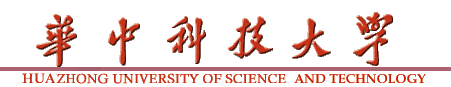 華中科技大學
HUAZHONG UNIVERSITY OF SCIENCE AND TECHNOLOGY